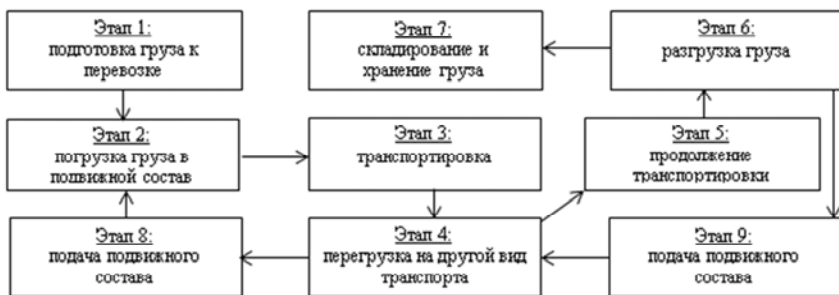 Этап 1:
подготовка груза к
перевозке
Этап 7:
складирование и
хранение груза
Этап 6:
разгрузка груза
Этап 2:
погрузка груза в
подвижной состав
Этап 3:
транспортировка
Этап 5:
продолжение
транспортировки
Этап 8:
подача подвижного
состава
Этап 4:
перегрузка на другой вид
транспорта
Этап 9:
подача подвижного
состава